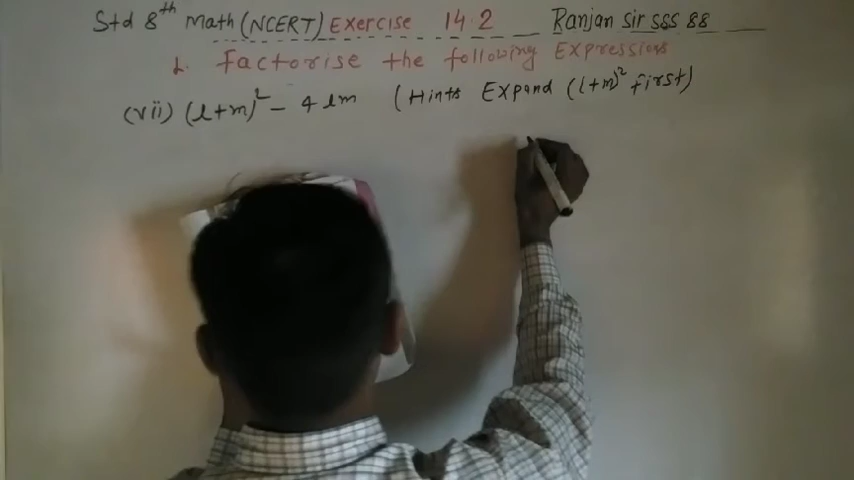 Std 8th Math (NCERT) Exercise 14.2 Ranjan sir sss 88
1. Factorise the following Expressions
(vii) (l+m)² - 4lm (Hints Expand (l+m)² first)